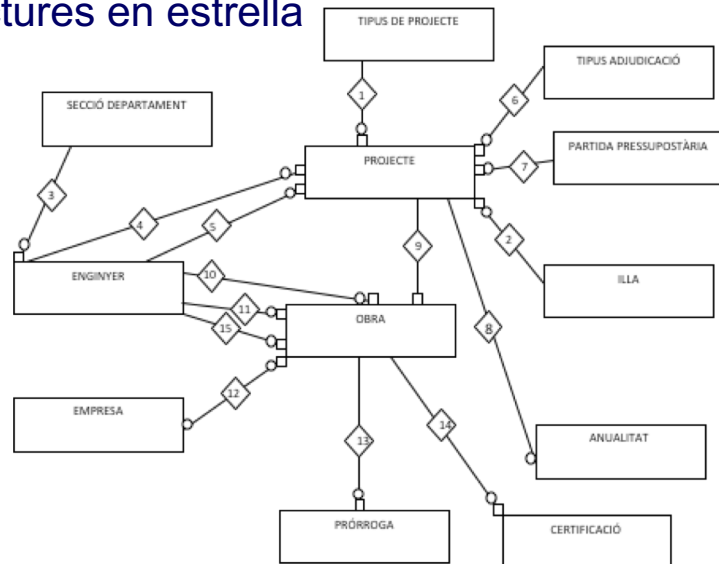 tures en estrella
TIPUS DE PROJECTE
TIPUS ADJUDICACIÓ
1
6
SECCIÓ DEPARTAMENT
PARTIDA PRESSUPOSTÀRIA
PROJECTE
7
3
4
5
2
9
ENGINYER
10
ILLA
11
OBRA
15
8
12
EMPRESA
14
13
ANUALITAT
PRÓRROGA
CERTIFICACIÓ